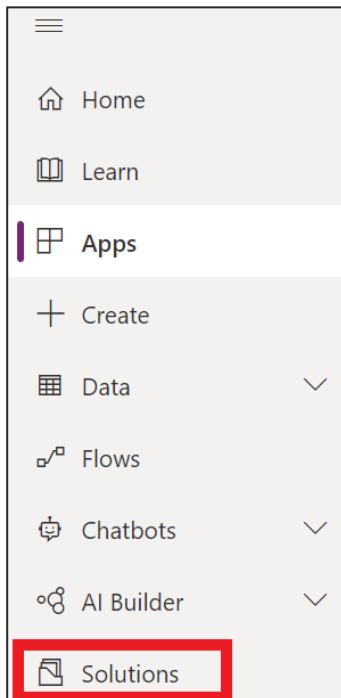 Home
Learn
Apps
Create
Data
Flows
Chatbots
AI Builder
Solutions